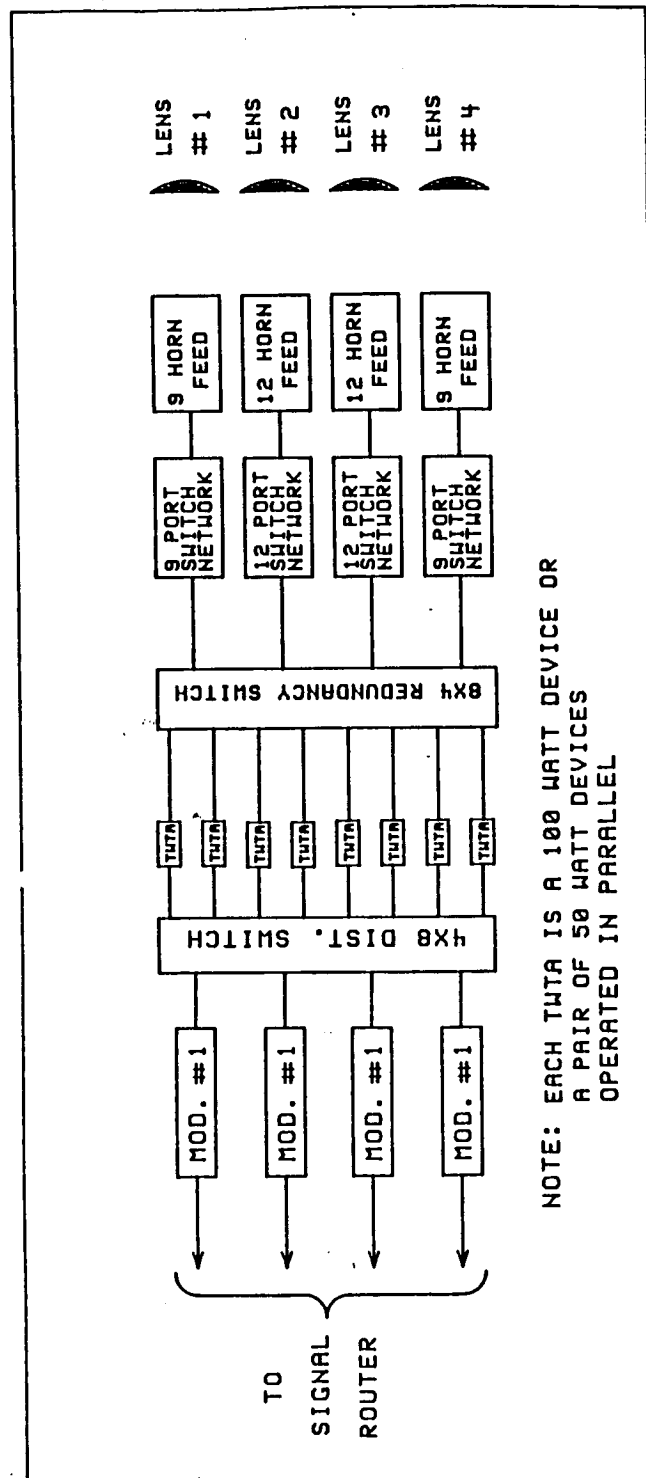 TO
SIGNAL
ROUTER
MOD. #1
MOD. #1
MOD. #1
MOD. #1
4X8 DIST. SWITCH
TWTA
TWTA
TWTA
TWTA
TWTA
TWTA
TWTA
TWTA
8X4 REDUNDANCY SWITCH
9 PORT
SWITCH
NETWORK
12 PORT
SWITCH
NETWORK
12 PORT
SWITCH
NETWORK
9 PORT
SWITCH
NETWORK
9 HORN
FEED
12 HORN
FEED
12 HORN
FEED
9 HORN
FEED
LENS
#1
LENS
#2
LENS
#3
LENS
#4
NOTE: EACH TWTA IS A 100 WATT DEVICE OR
A PAIR OF 50 WATT DEVICES
OPERATED IN PARALLEL